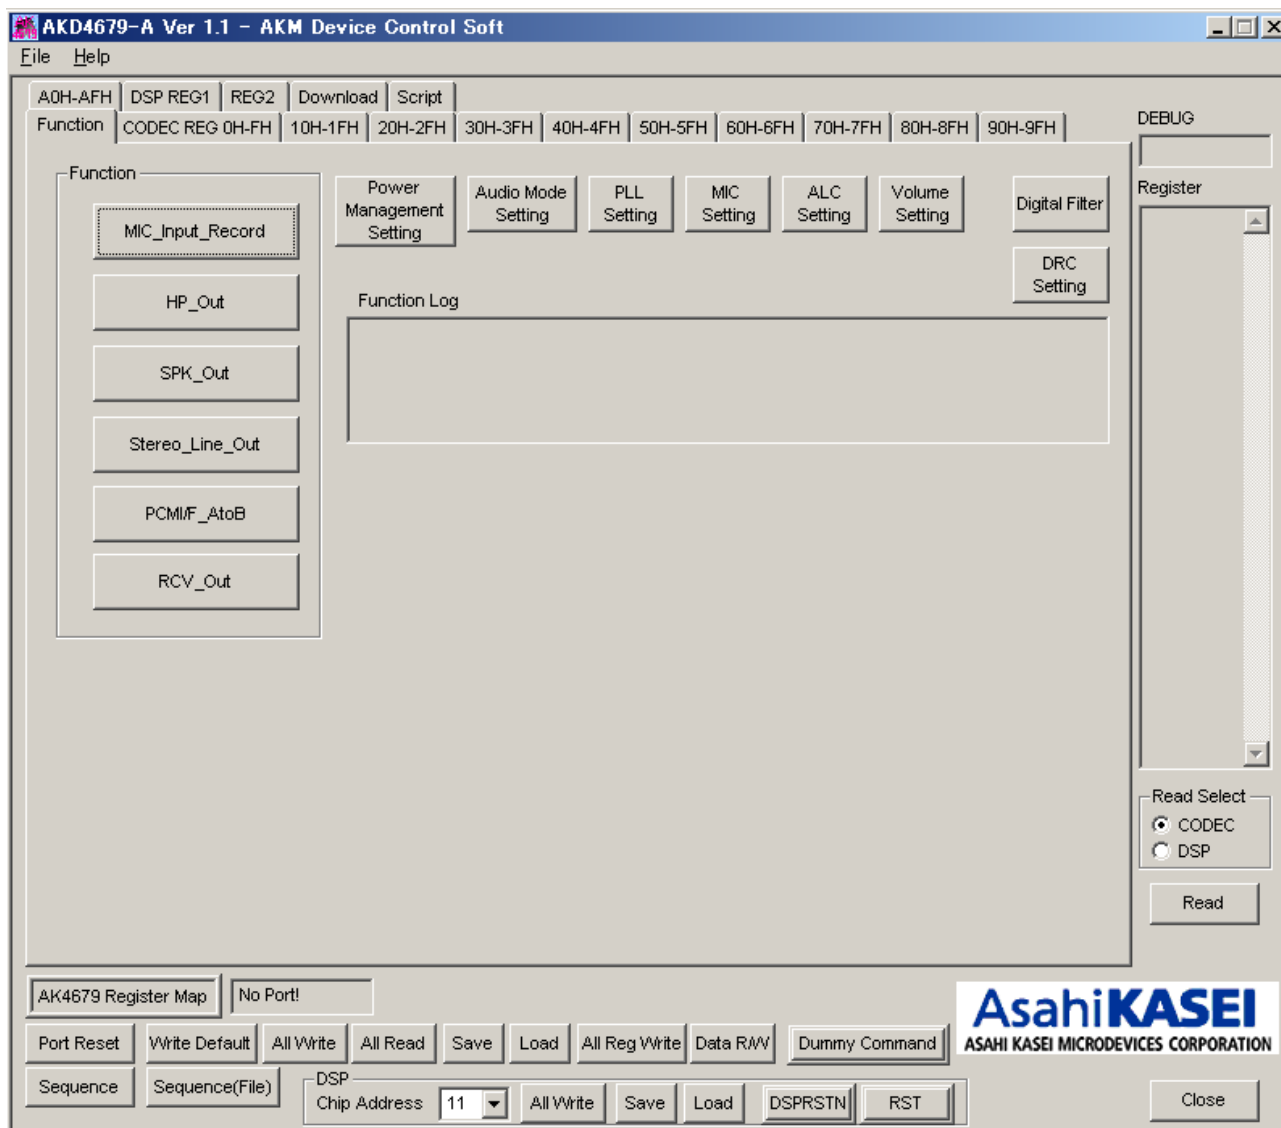 AKD4679-A Ver 1.1 - AKM Device Control Soft
File Help
A0H-AFH DSP REG1 REG2 Download Script
Function CODEC REG 0H-FH 10H-1FH 20H-2FH 30H-3FH 40H-4FH 50H-5FH 60H-6FH 70H-7FH 80H-8FH 90H-9FH
Function
MIC_Input_Record
HP_Out
SPK_Out
Stereo_Line_Out
PCMI/F_AtoB
RCV_Out
Power
Management
Setting
Audio Mode
Setting
PLL
Setting
MIC
Setting
ALC
Setting
Volume
Setting
Digital Filter
DRC
Setting
Function Log
DEBUG
Register
Read Select
CODEC
DSP
Read
AK4679 Register Map No Port!
Port Reset Write Default All Write All Read Save Load All Reg Write Data R/W Dummy Command
Sequence Sequence(File)
DSP
Chip Address 11 All Write Save Load DSPRSTN RST
AsahiKASEI
ASAHI KASEI MICRODEVICES CORPORATION
Close